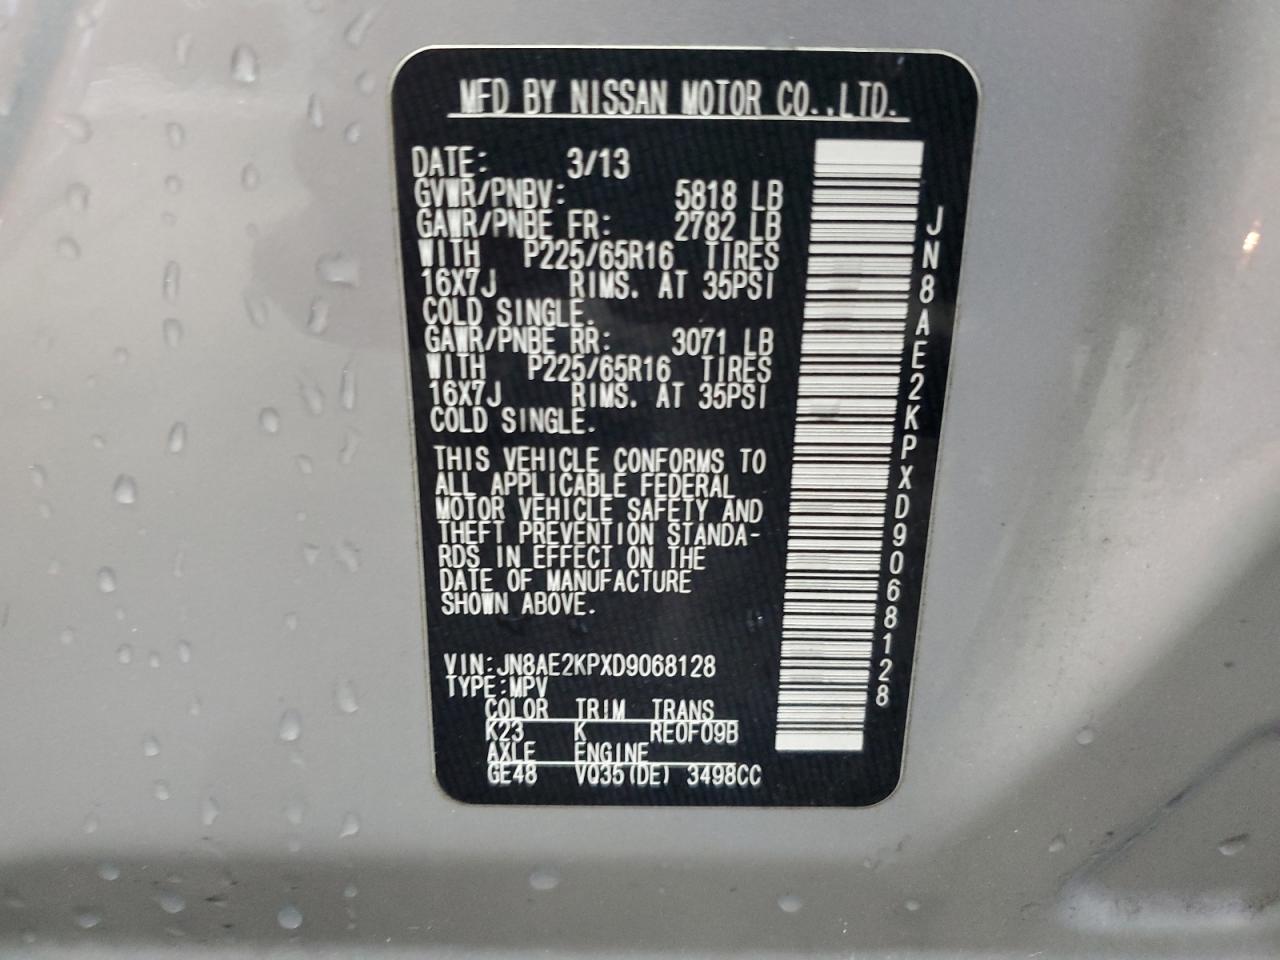 MFD BY NISSAN MOTOR CO.,LTD.
DATE: 3/13
GVWR/PNBV: 5818 LB
GAWR/PNBE FR: 2782 LB
WITH P225/65R16 TIRES
16X7J RIMS. AT 35PSI
COLD SINGLE.
GAWR/PNBE RR: 3071 LB
WITH P225/65R16 TIRES
16X7J RIMS. AT 35PSI
COLD SINGLE.
THIS VEHICLE CONFORMS TO
ALL APPLICABLE FEDERAL
MOTOR VEHICLE SAFETY AND
THEFT PREVENTION STANDA-
RDS IN EFFECT ON THE
DATE OF MANUFACTURE
SHOWN ABOVE.
VIN:JN8AE2KPXD9068128
TYPE:MPV
COLOR TRIM TRANS
K23 K RE0F09B
AXLE ENGINE
GE48 VQ35(DE) 3498CC
JN8AE2KPXD9068128